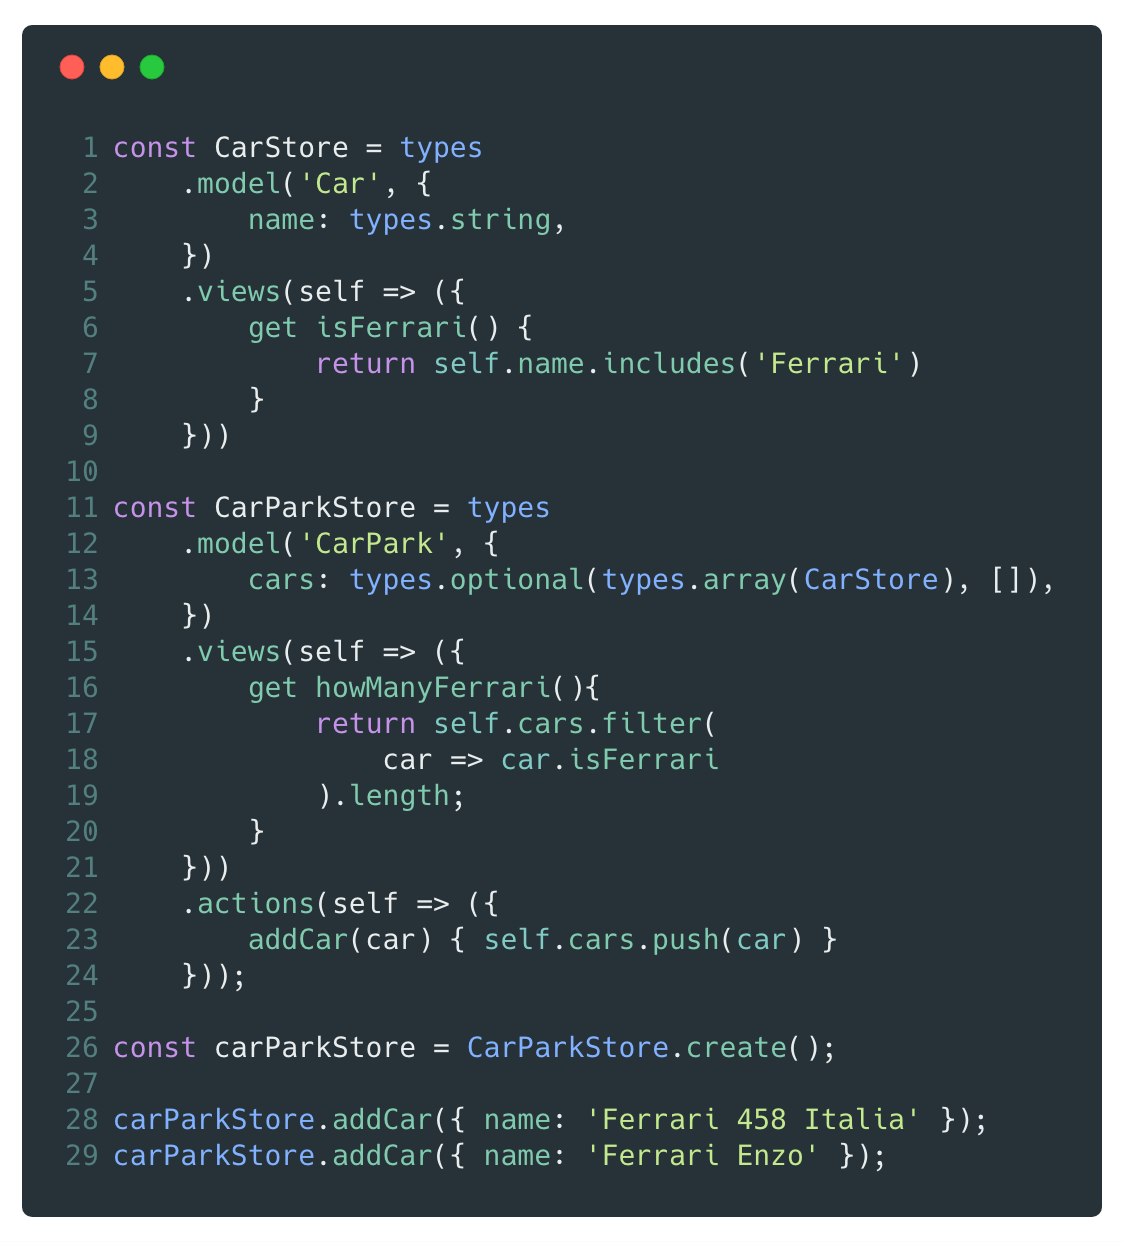 1 const CarStore = types
2     .model('Car', {
3         name: types.string,
4     })
5     .views(self => ({
6         get isFerrari() {
7             return self.name.includes('Ferrari')
8         }
9     }))
10
11 const CarParkStore = types
12     .model('CarPark', {
13         cars: types.optional(types.array(CarStore), []),
14     })
15     .views(self => ({
16         get howManyFerrari(){
17             return self.cars.filter(
18                 car => car.isFerrari
19             ).length;
20         }
21     }))
22     .actions(self => ({
23         addCar(car) { self.cars.push(car) }
24     }));
25
26 const carParkStore = CarParkStore.create();
27
28 carParkStore.addCar({ name: 'Ferrari 458 Italia' });
29 carParkStore.addCar({ name: 'Ferrari Enzo' });